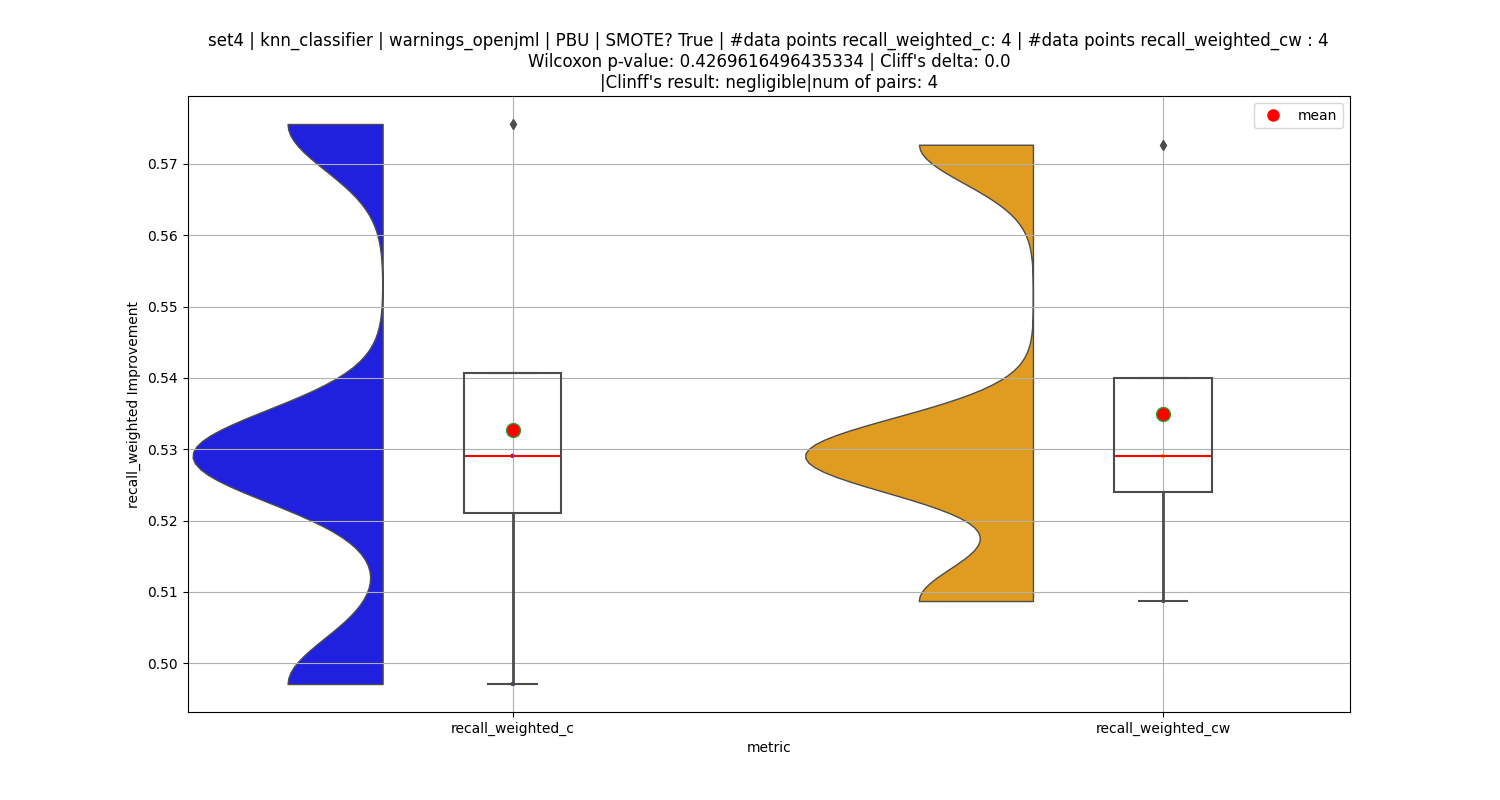 set4 | knn_classifier | warnings_openjml | PBU | SMOTE? True | #data points recall_weighted_c: 4 | #data points recall_weighted_cw : 4
Wilcoxon p-value: 0.4269616496435334 | Cliff's delta: 0.0
|Clinff's result: negligible|num of pairs: 4
mean
0.57
0.56
0.55
0.54
0.53
0.52
0.51
0.50
recall_weighted Improvement
recall_weighted_c
recall_weighted_cw
metric